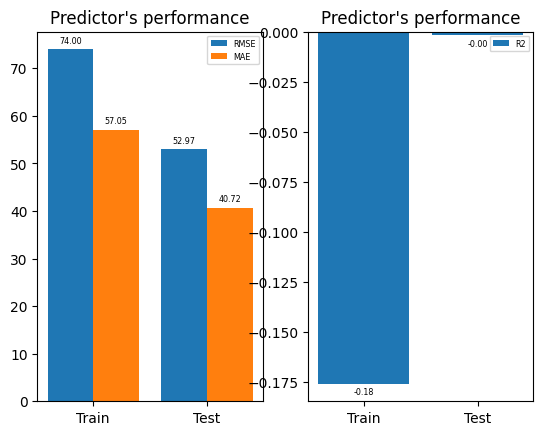 Predictor's performance
74.00
57.05
52.97
40.72
RMSE
MAE
70
60
50
40
30
20
10
0
Train
Test
Predictor's performance
0.000
−0.025
−0.050
−0.075
−0.100
−0.125
−0.150
−0.175
-0.00
R2
-0.18
Train
Test